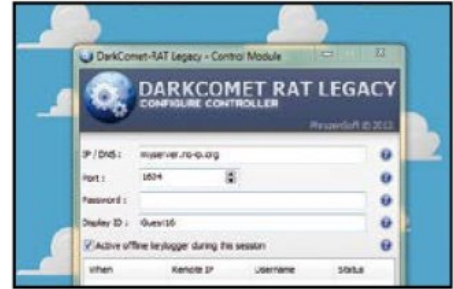 DarkComet-RAT Legacy - Control Module
DARKCOMET RAT LEGACY
CONFIGURE CONTROLLER
IP / DNS : myserver.no-ip.org
Port : 1604
Password :
Display ID : Guest16
Active offline keylogger during this session
When Remote IP Username Status